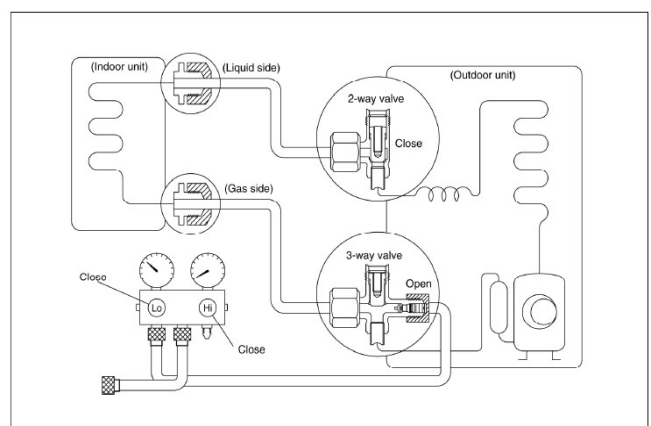 (Indoor unit)
(Liquid side)
(Outdoor unit)
2-way valve
Close
(Gas side)
3-way valve
Open
Close
Lo
Hi
Close